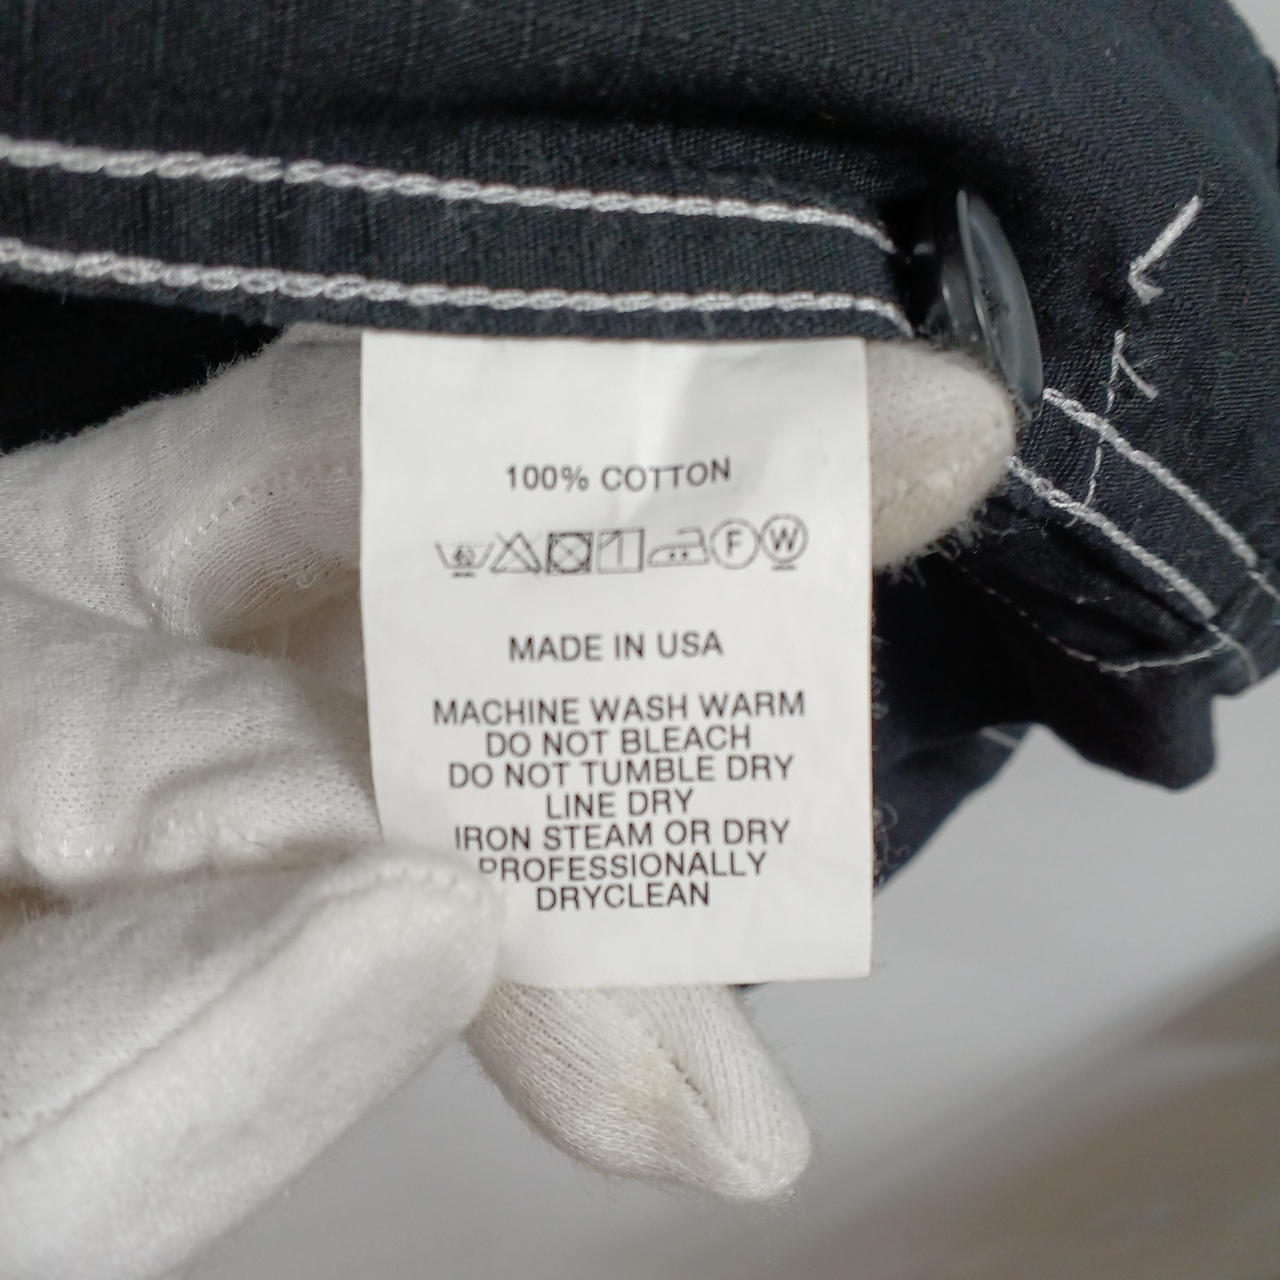 100% COTTON
F W
MADE IN USA
MACHINE WASH WARM
DO NOT BLEACH
DO NOT TUMBLE DRY
LINE DRY
IRON STEAM OR DRY
PROFESSIONALLY
DRYCLEAN